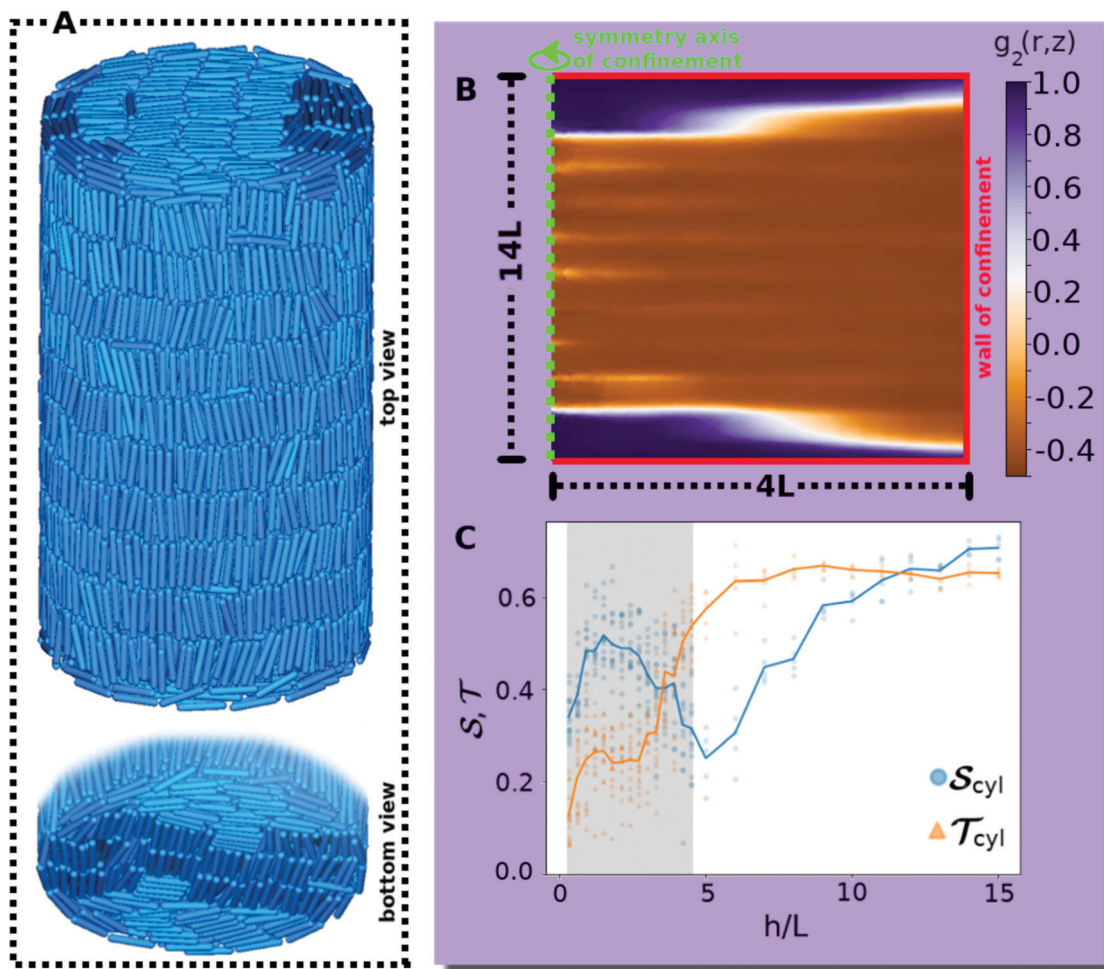 A
top view
bottom view
symmetry axis
of confinement
B
14L
4L
wall of confinement
g₂(r,z)
1.0
0.8
0.6
0.4
0.2
0.0
-0.2
-0.4
C
𝒮, 𝒯
0.6
0.4
0.2
0.0
0
5
10
15
h/L
𝒮cyl
𝒯cyl